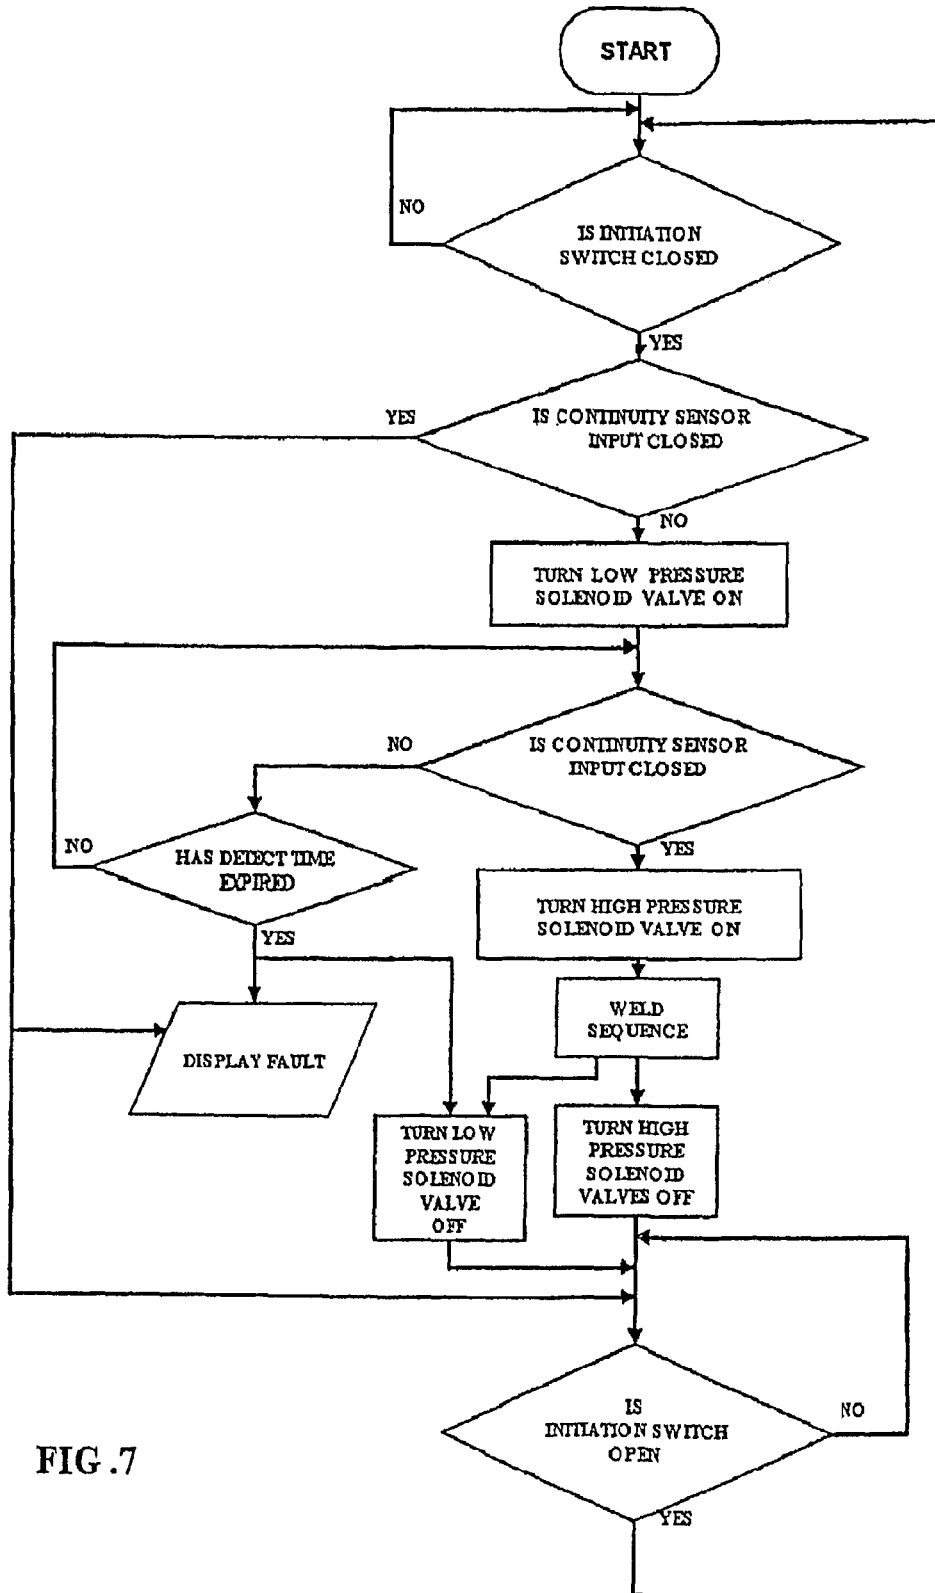 START
NO
IS INITIATION
SWITCH CLOSED
YES
YES
IS CONTINUITY SENSOR
INPUT CLOSED
NO
TURN LOW PRESSURE
SOLENOID VALVE ON
NO
IS CONTINUITY SENSOR
INPUT CLOSED
NO
HAS DETECT TIME
EXPIRED
YES
YES
TURN HIGH PRESSURE
SOLENOID VALVE ON
WELD
SEQUENCE
DISPLAY FAULT
TURN LOW
PRESSURE
SOLENOID
VALVE
OFF
TURN HIGH
PRESSURE
SOLENOID
VALVES OFF
IS
INITIATION SWITCH
OPEN
NO
YES
FIG.7